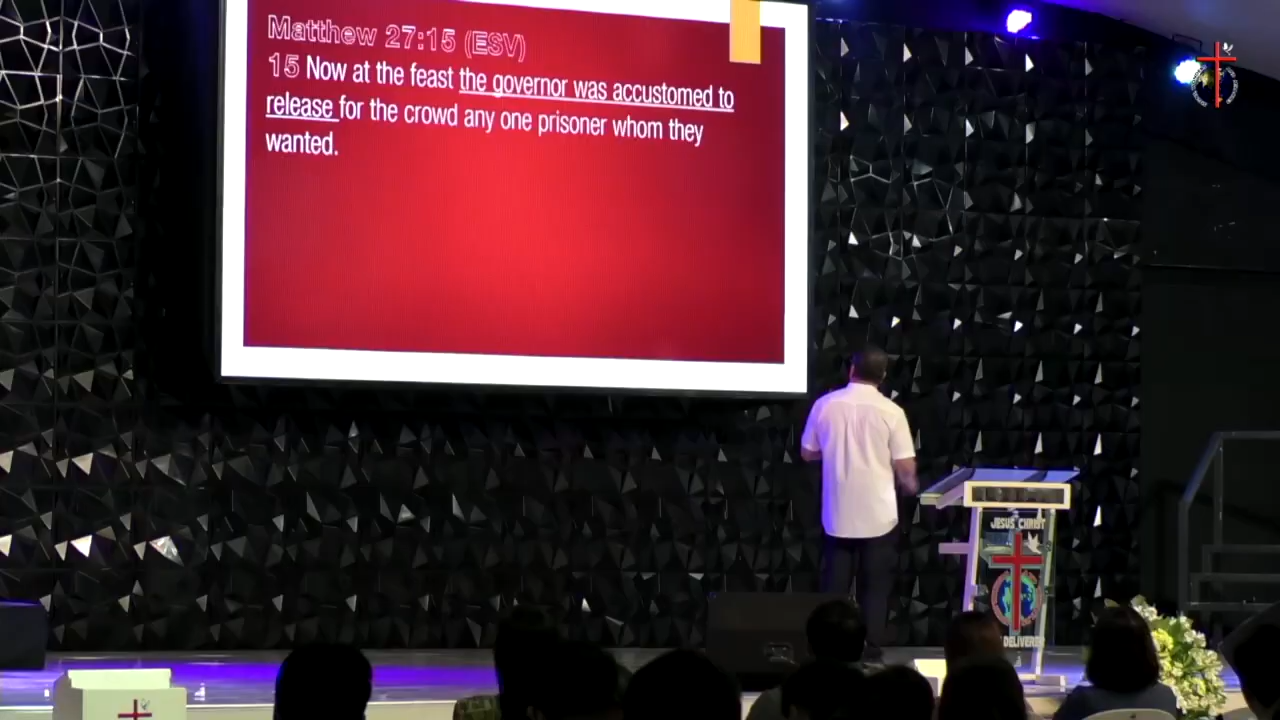 Matthew 27:15 (ESV)
15 Now at the feast the governor was accustomed to
release for the crowd any one prisoner whom they
wanted.
JESUS CHRIST
DELIVERER